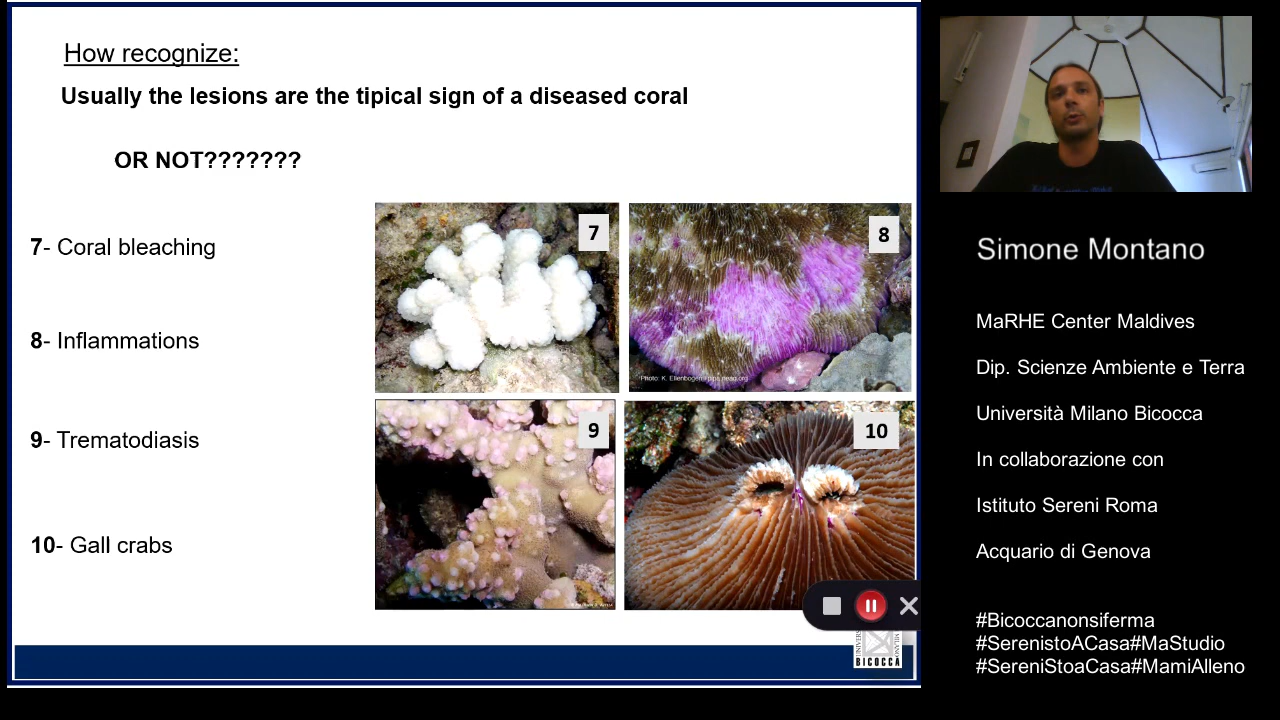 How recognize:
Usually the lesions are the tipical sign of a diseased coral
OR NOT???????
7- Coral bleaching
8- Inflammations
9- Trematodiasis
10- Gall crabs
7
8
9
10
BICOCCA
Simone Montano
MaRHE Center Maldives
Dip. Scienze Ambiente e Terra
Università Milano Bicocca
In collaborazione con
Istituto Sereni Roma
Acquario di Genova
#Bicoccanonsiferma
#SerenistoACasa#MaStudio
#SereniStoaCasa#MamiAlleno